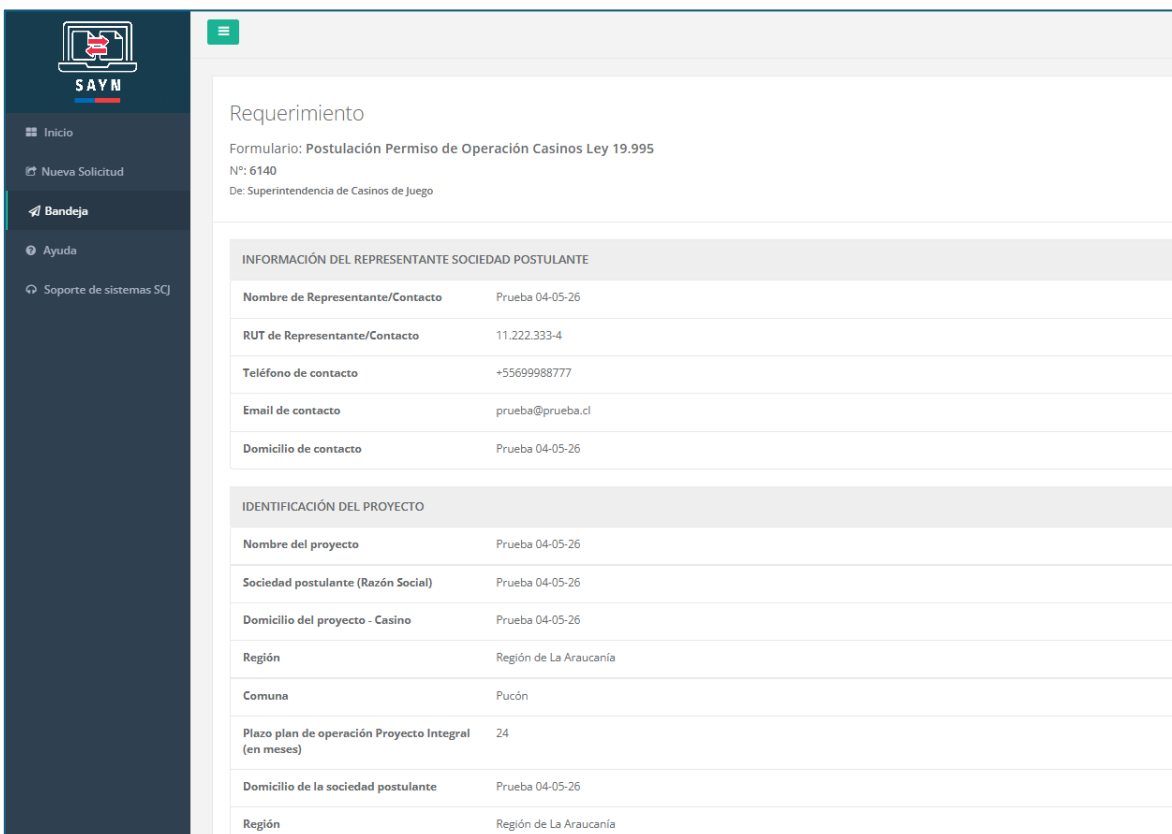 SAYN
Inicio
Nueva Solicitud
Bandeja
Ayuda
Soporte de sistemas SCJ
Requerimiento
Formulario: Postulación Permiso de Operación Casinos Ley 19.995
N°: 6140
De: Superintendencia de Casinos de Juego
INFORMACIÓN DEL REPRESENTANTE SOCIEDAD POSTULANTE
Nombre de Representante/Contacto Prueba 04-05-26
RUT de Representante/Contacto 11.222.333-4
Teléfono de contacto +55699988777
Email de contacto prueba@prueba.cl
Domicilio de contacto Prueba 04-05-26
IDENTIFICACIÓN DEL PROYECTO
Nombre del proyecto Prueba 04-05-26
Sociedad postulante (Razón Social) Prueba 04-05-26
Domicilio del proyecto - Casino Prueba 04-05-26
Región Región de La Araucanía
Comuna Pucón
Plazo plan de operación Proyecto Integral 24
(en meses)
Domicilio de la sociedad postulante Prueba 04-05-26
Región Región de La Araucanía